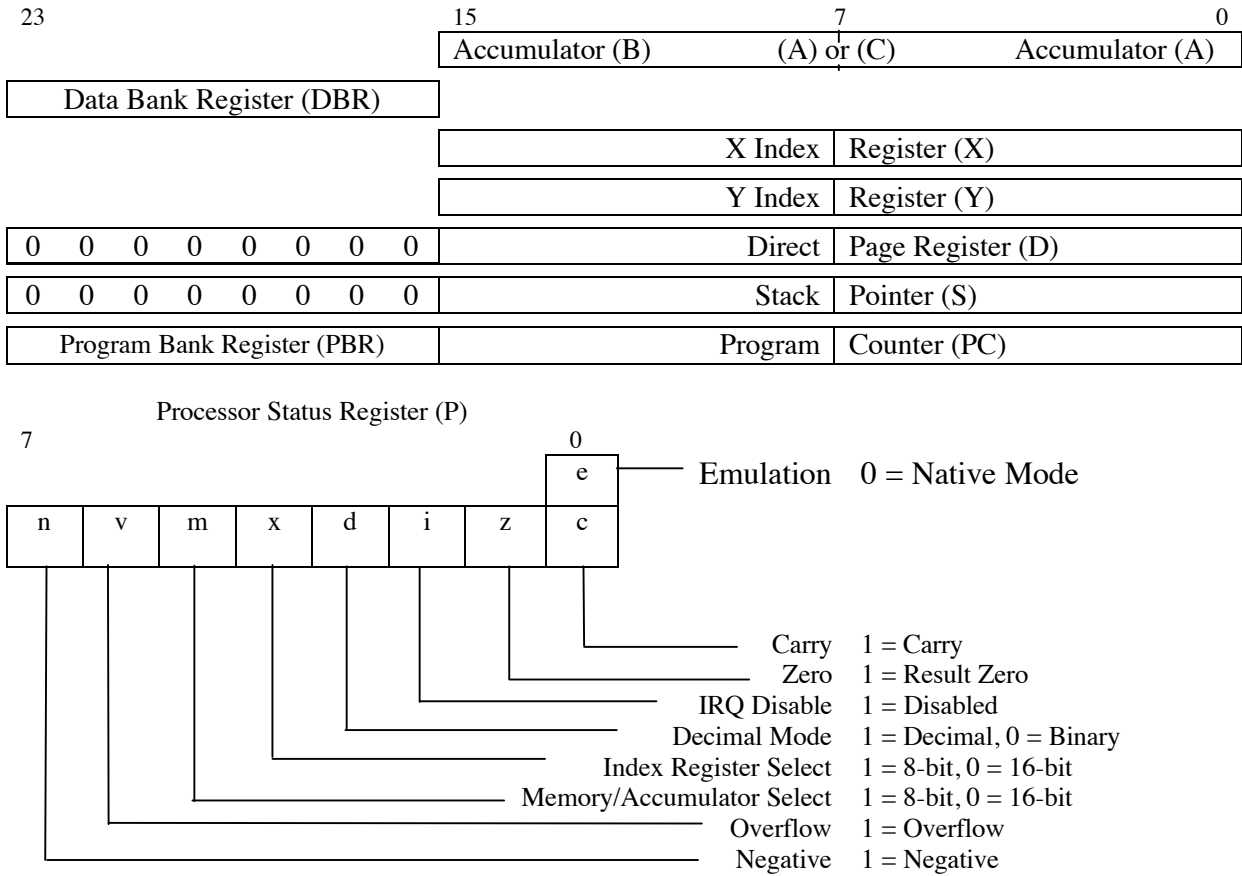 23 15 7 0
Accumulator (B) (A) or (C) Accumulator (A)
Data Bank Register (DBR)
X Index Register (X)
Y Index Register (Y)
0 0 0 0 0 0 0 0 Direct Page Register (D)
0 0 0 0 0 0 0 0 Stack Pointer (S)
Program Bank Register (PBR) Program Counter (PC)
Processor Status Register (P)
7 0
e Emulation 0 = Native Mode
n v m x d i z c
Carry 1 = Carry
Zero 1 = Result Zero
IRQ Disable 1 = Disabled
Decimal Mode 1 = Decimal, 0 = Binary
Index Register Select 1 = 8-bit, 0 = 16-bit
Memory/Accumulator Select 1 = 8-bit, 0 = 16-bit
Overflow 1 = Overflow
Negative 1 = Negative